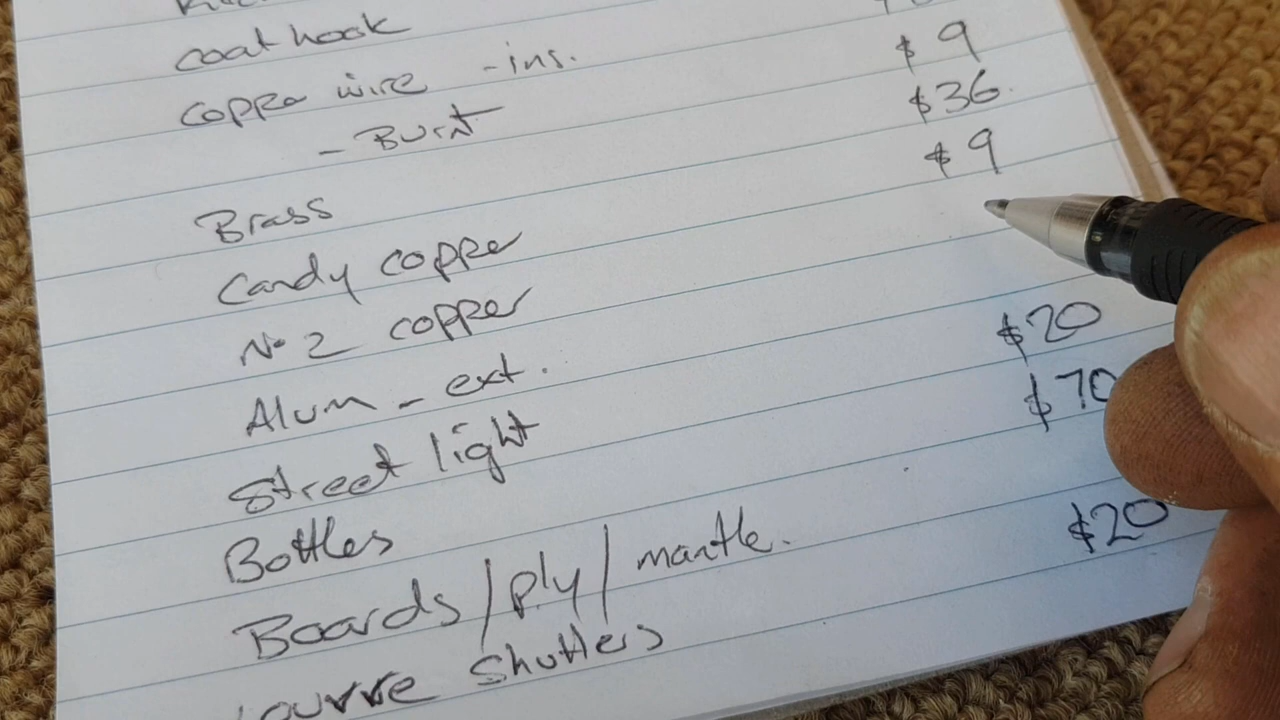 coat hook
copper wire - ins.
- Burnt $ 9
Brass $36
Candy copper $ 9
No 2 copper
Alum - ext.
Street light $20
Bottles $70
Boards / ply / mantle.
Louvre shutters $20